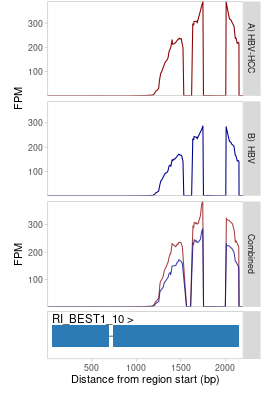 300
200
100
A) HBV-HCC
FPM
300
200
100
B) HBV
300
200
100
Combined
FPM
RI_BEST1_10 >
500 1000 1500 2000
Distance from region start (bp)